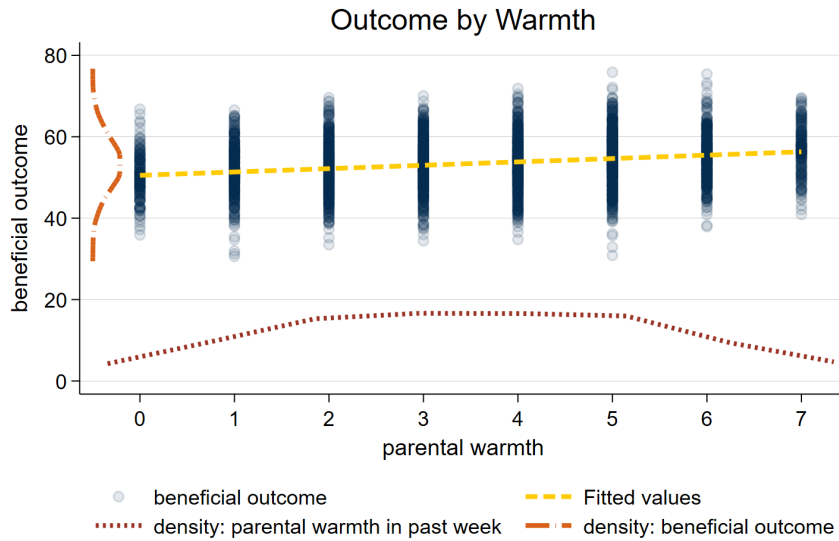 Outcome by Warmth
80
60
40
20
0
beneficial outcome
0 1 2 3 4 5 6 7
parental warmth
beneficial outcome Fitted values
density: parental warmth in past week density: beneficial outcome